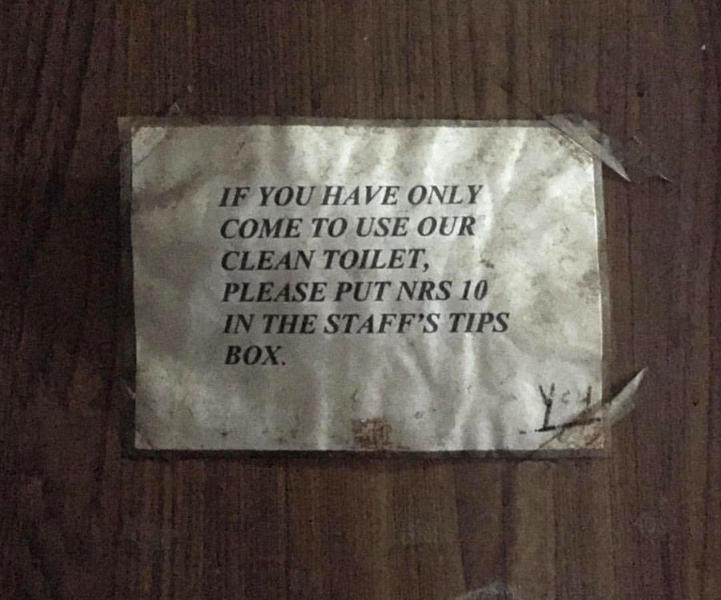 IF YOU HAVE ONLY
COME TO USE OUR
CLEAN TOILET,
PLEASE PUT NRS 10
IN THE STAFF'S TIPS
BOX.